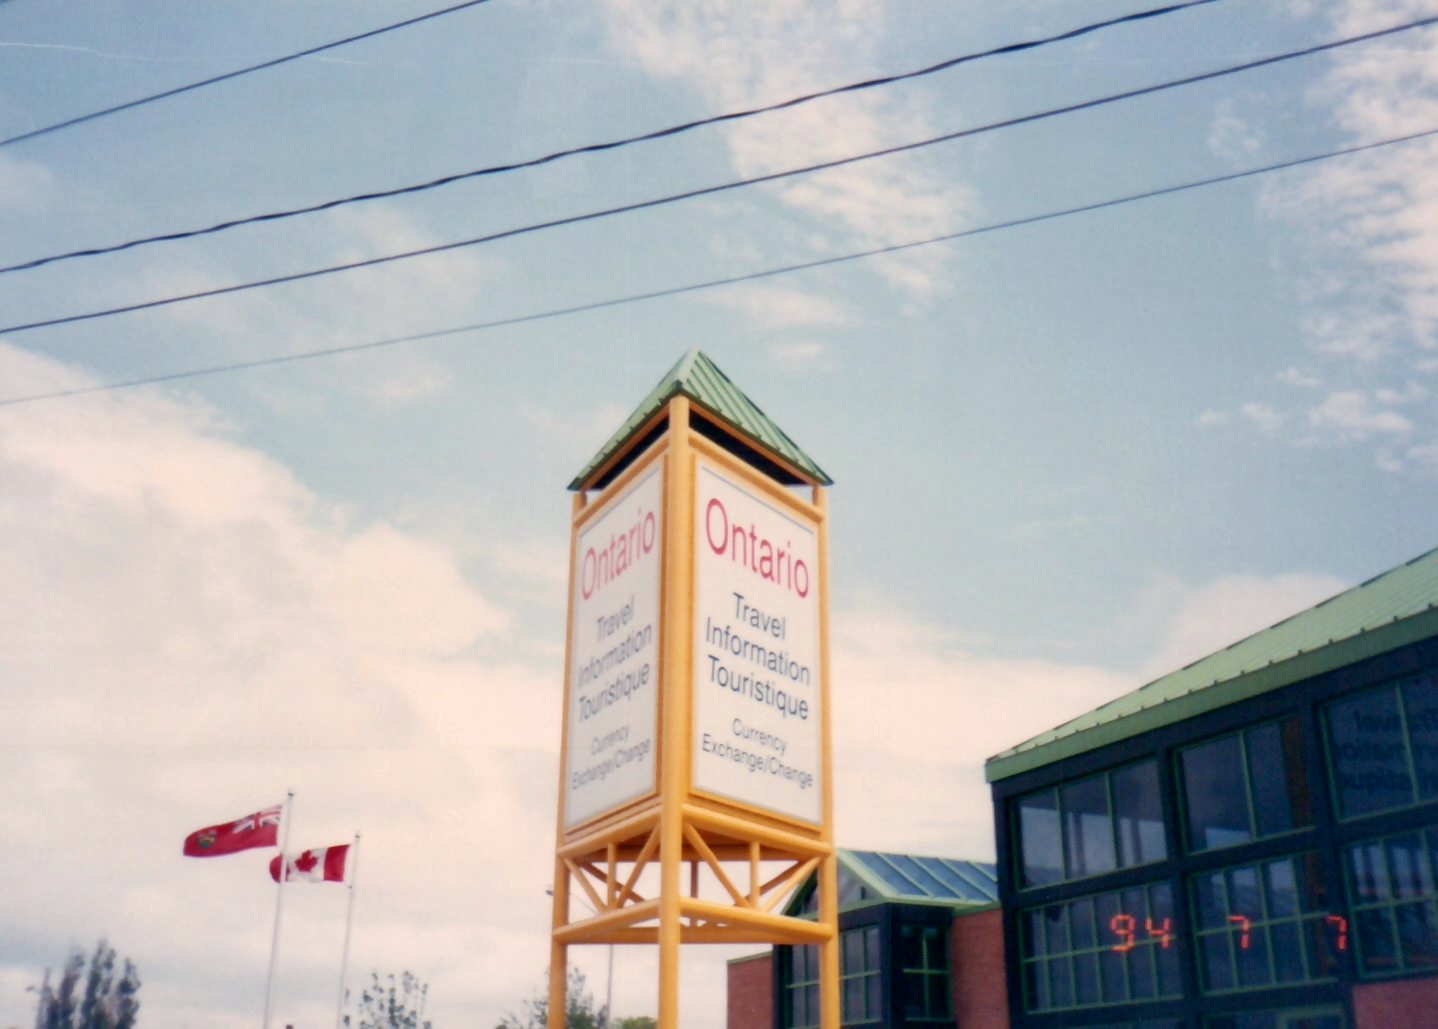 Ontario
Travel
Information
Touristique
Currency
Exchange/Change
Ontario
Travel
Information
Touristique
Currency
Exchange/Change
94 7 7